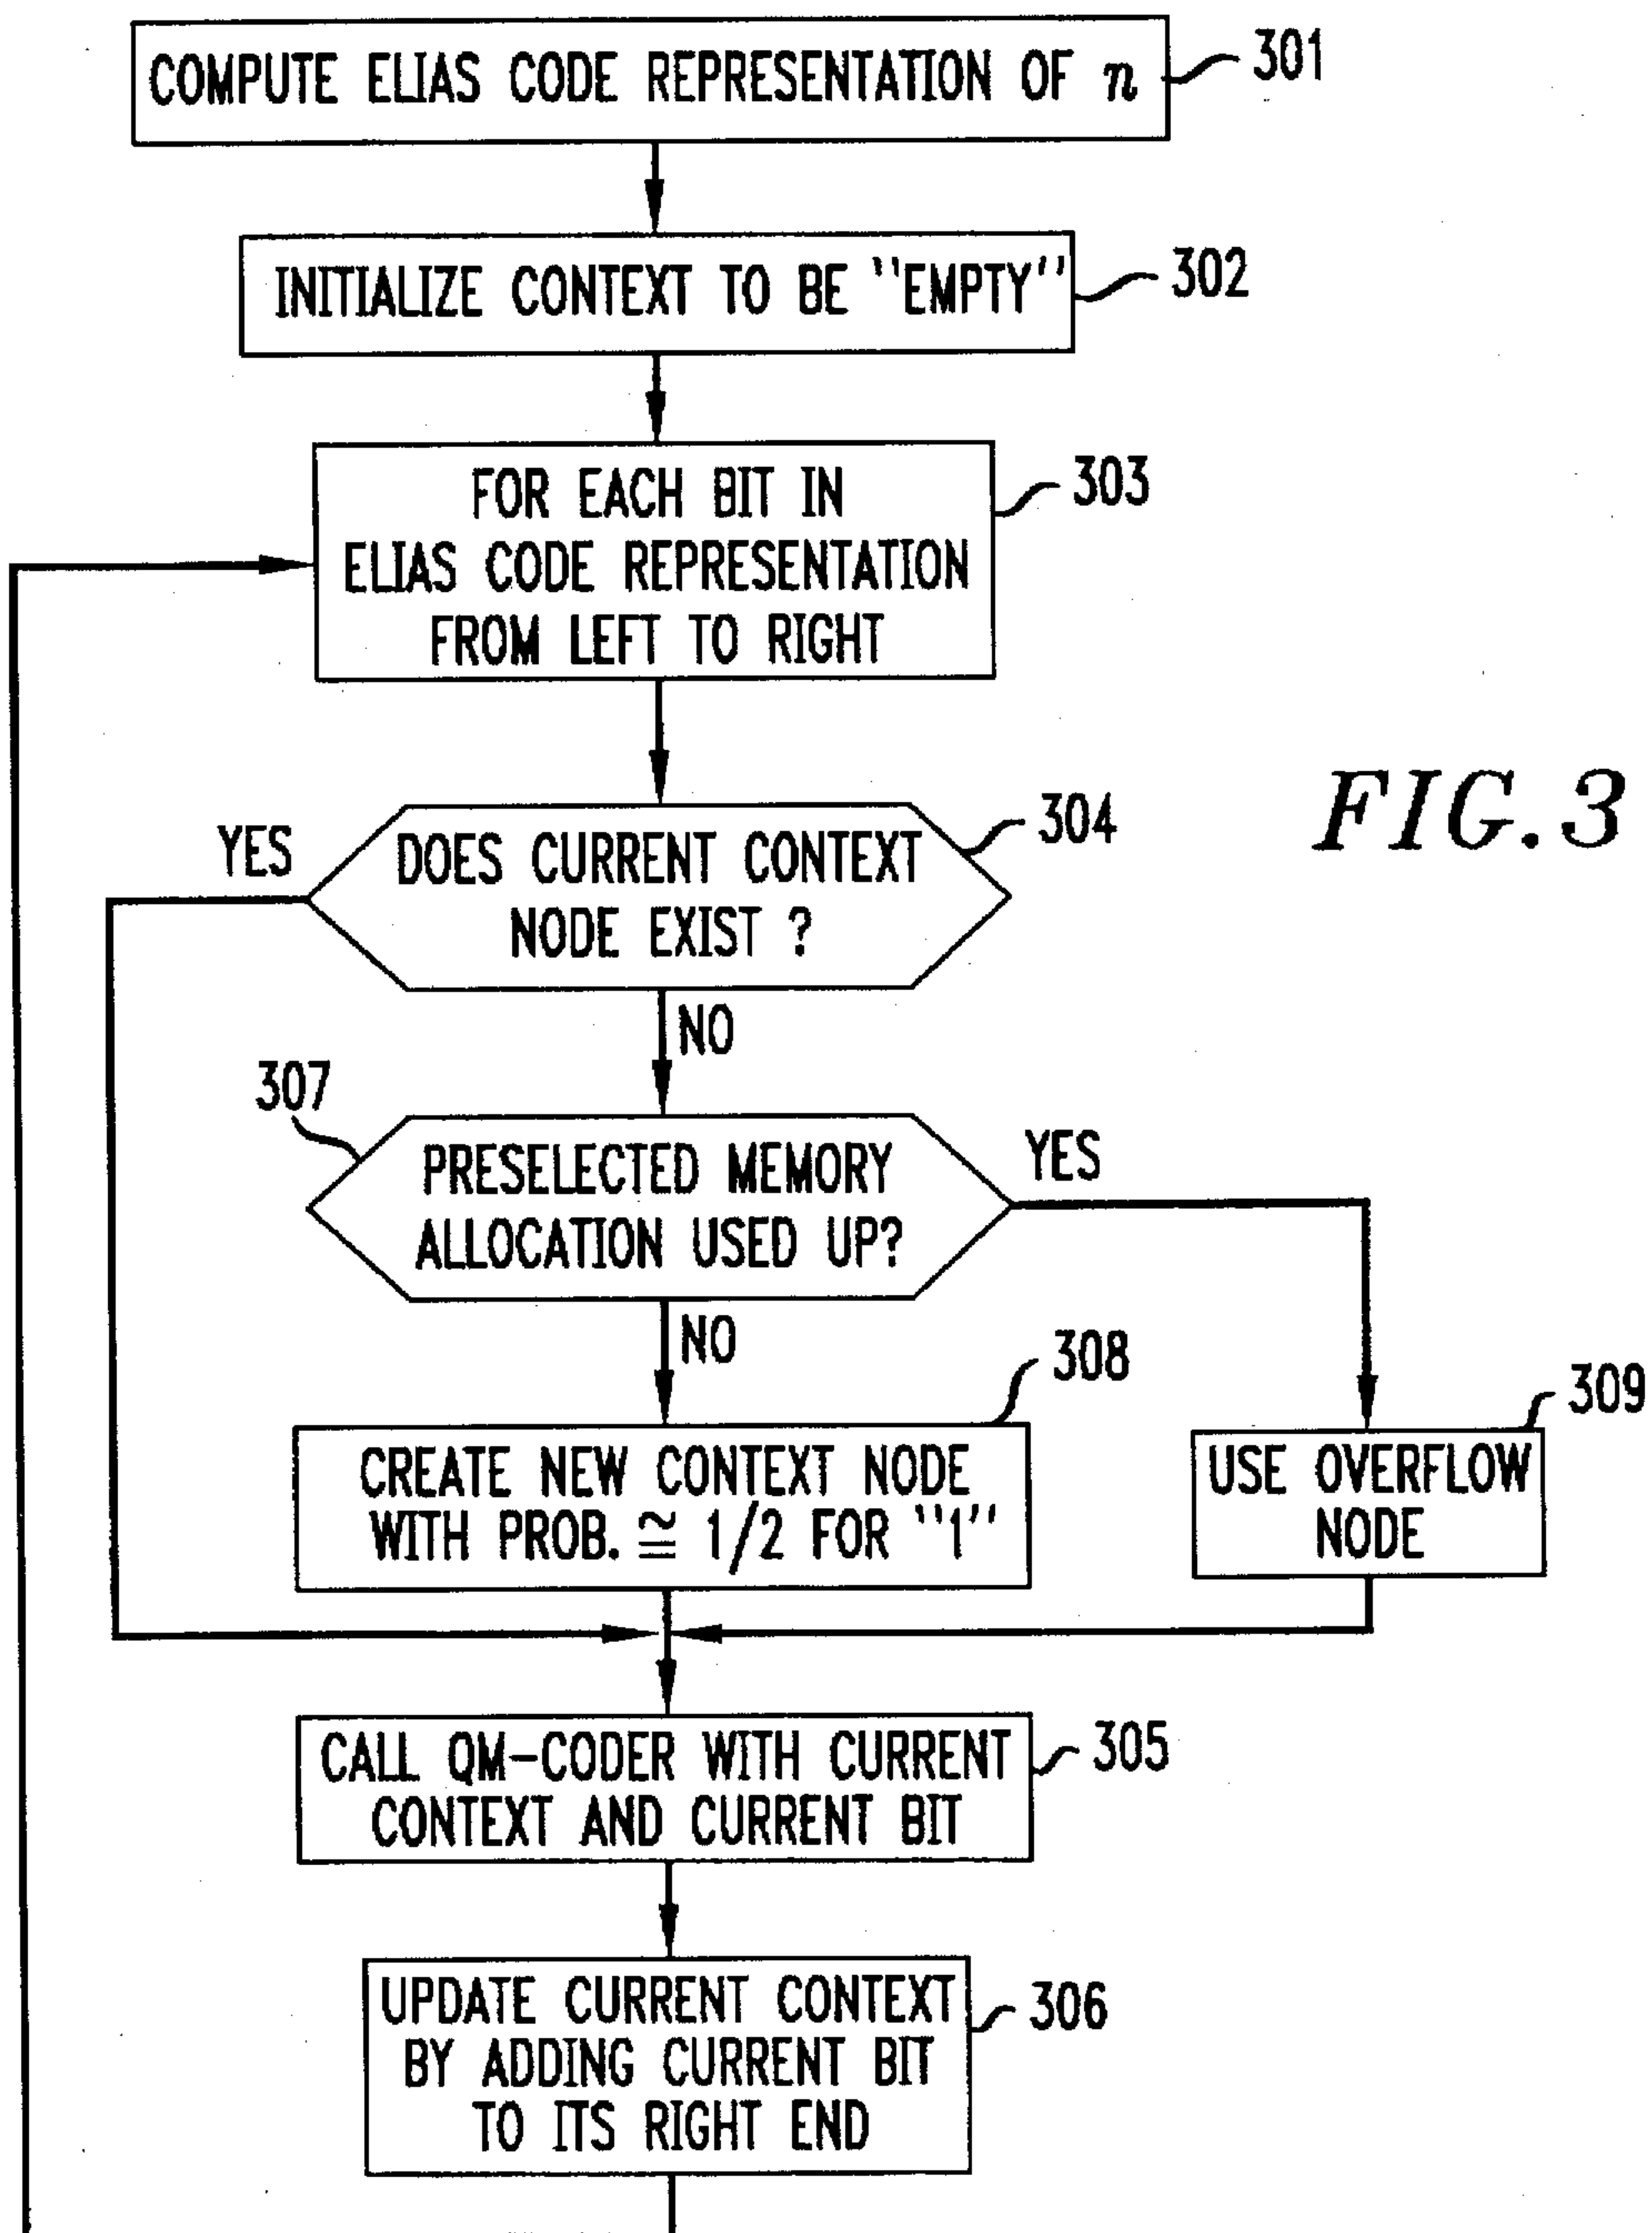 COMPUTE ELIAS CODE REPRESENTATION OF n
301
INITIALIZE CONTEXT TO BE "EMPTY"
302
FOR EACH BIT IN
ELIAS CODE REPRESENTATION
FROM LEFT TO RIGHT
303
FIG. 3
304
YES
DOES CURRENT CONTEXT
NODE EXIST ?
NO
307
PRESELECTED MEMORY
ALLOCATION USED UP?
YES
NO
308
CREATE NEW CONTEXT NODE
WITH PROB. ≅ 1/2 FOR "1"
309
USE OVERFLOW
NODE
CALL QM-CODER WITH CURRENT
CONTEXT AND CURRENT BIT
305
UPDATE CURRENT CONTEXT
BY ADDING CURRENT BIT
TO ITS RIGHT END
306